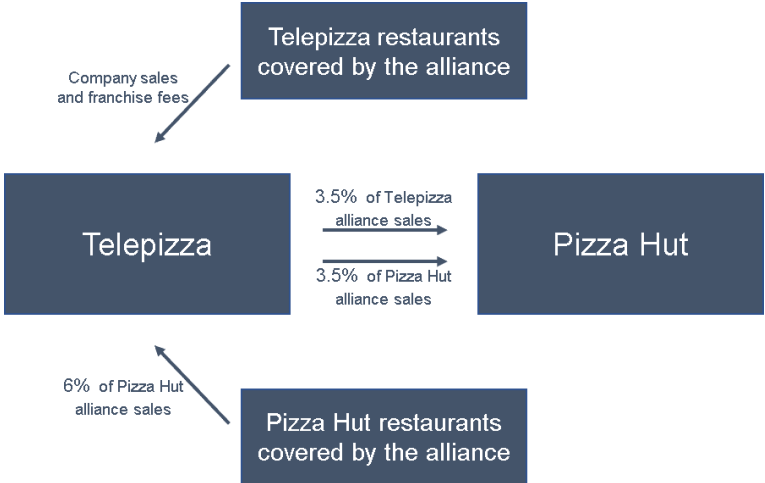 Telepizza restaurants
covered by the alliance
Company sales
and franchise fees
Telepizza
3.5% of Telepizza
alliance sales
3.5% of Pizza Hut
alliance sales
Pizza Hut
6% of Pizza Hut
alliance sales
Pizza Hut restaurants
covered by the alliance